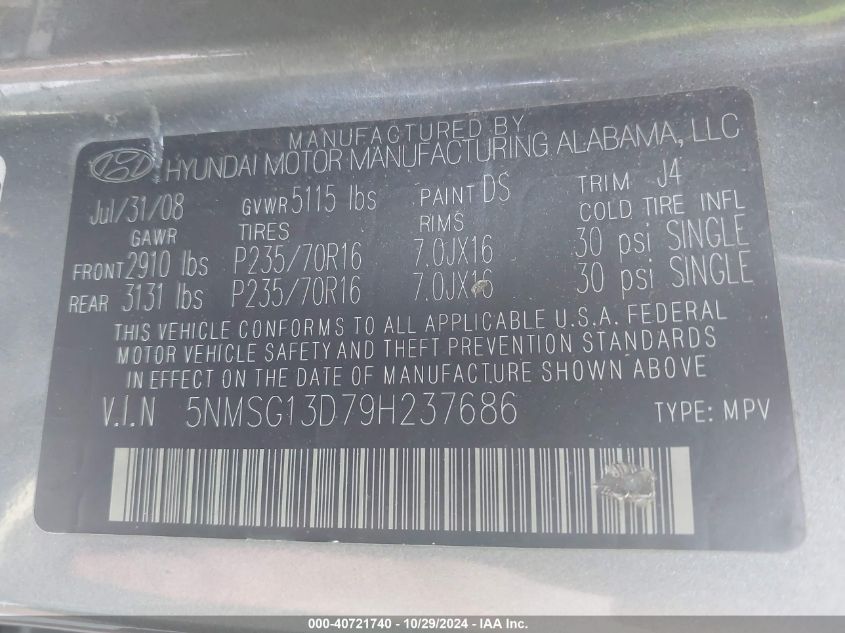 MANUFACTURED BY
HYUNDAI MOTOR MANUFACTURING ALABAMA, LLC
Jul/31/08 GVWR 5115 lbs PAINT DS TRIM J4
GAWR TIRES RIMS COLD TIRE INFL
FRONT 2910 lbs P235/70R16 7.0JX16 30 psi SINGLE
REAR 3131 lbs P235/70R16 7.0JX16 30 psi SINGLE
THIS VEHICLE CONFORMS TO ALL APPLICABLE U.S.A. FEDERAL
MOTOR VEHICLE SAFETY AND THEFT PREVENTION STANDARDS
IN EFFECT ON THE DATE OF MANUFACTURE SHOWN ABOVE
V.I.N 5NMSG13D79H237686 TYPE: MPV
000-40721740 - 10/29/2024 - IAA Inc.